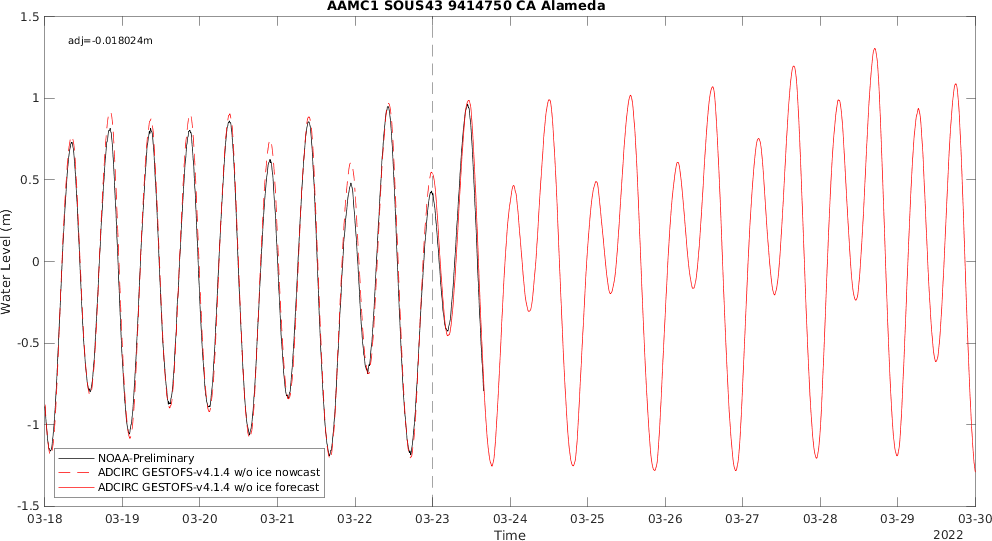 AAMC1 SOUS43 9414750 CA Alameda
adj=-0.018024m
1.5
1
0.5
0
-0.5
-1
-1.5
Water Level (m)
NOAA-Preliminary
ADCIRC GESTOFS-v4.1.4 w/o ice nowcast
ADCIRC GESTOFS-v4.1.4 w/o ice forecast
03-18 03-19 03-20 03-21 03-22 03-23 03-24 03-25 03-26 03-27 03-28 03-29 03-30
Time
2022